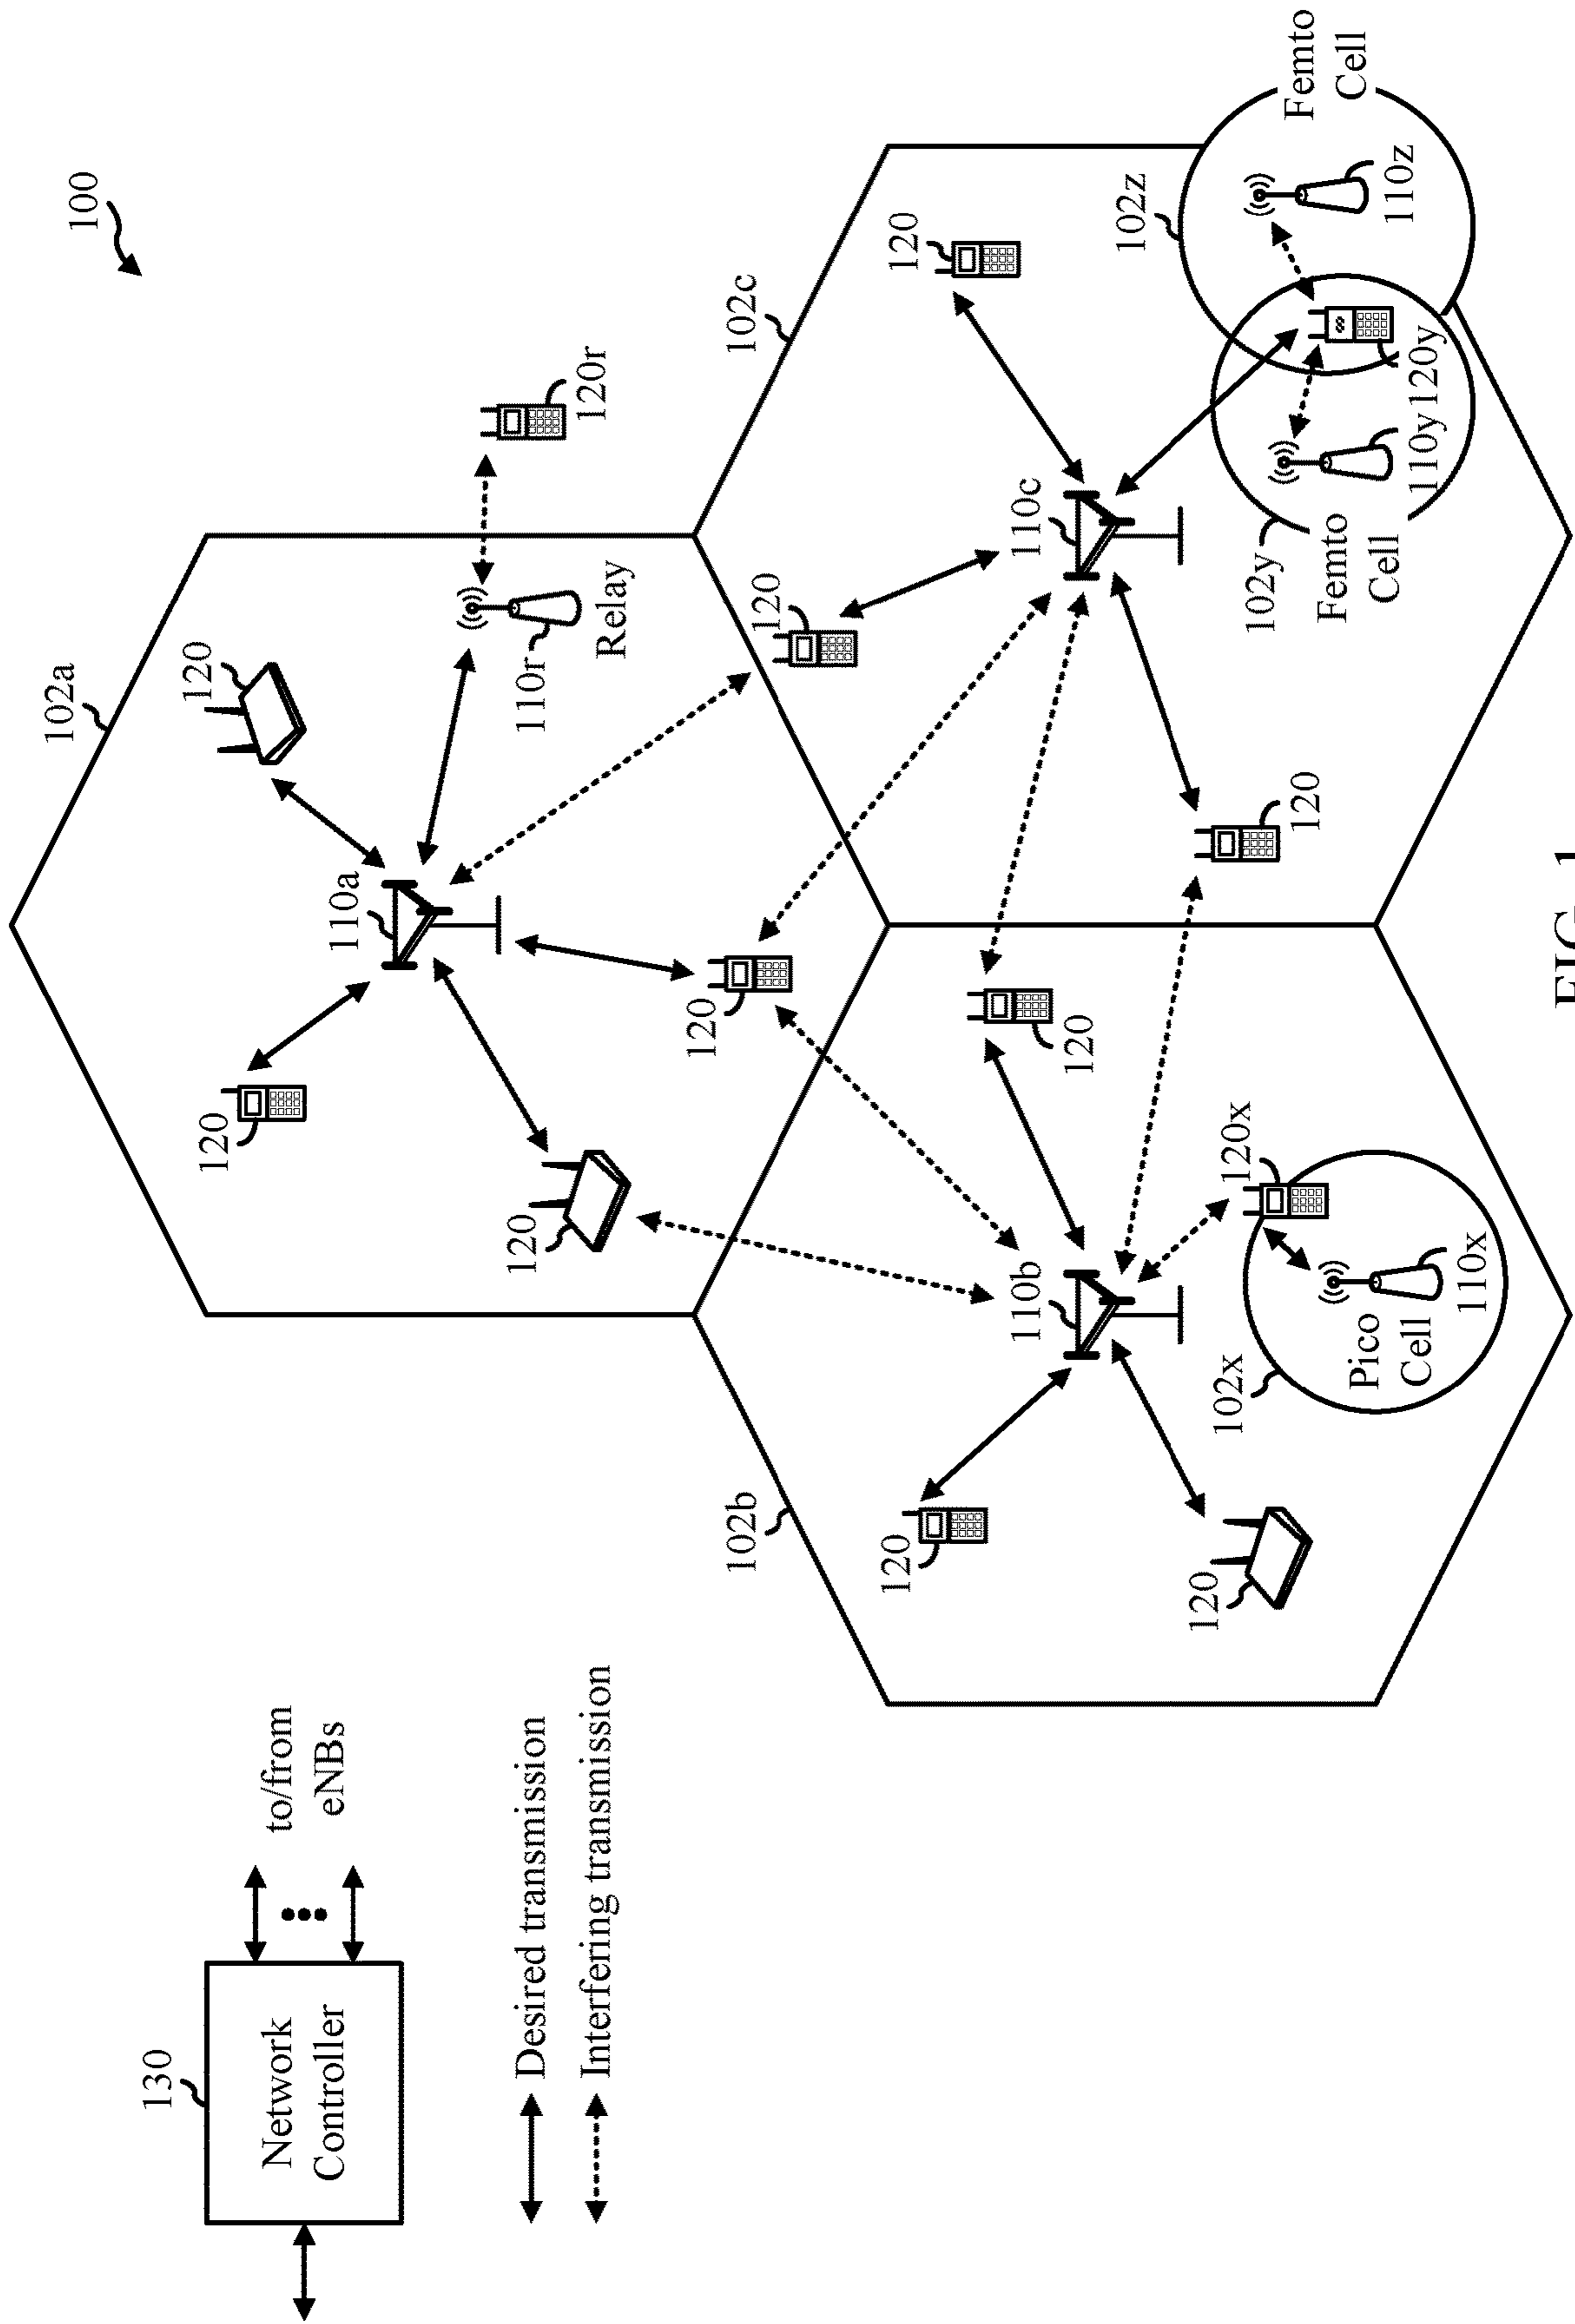 102a
100
130
120
120
Network
Controller
to/from
eNBs
110a
120
Desired transmission
110r
120r
Interfering transmission
Relay
120
102b
102c
120
120
120
110b
110c
120
102z
120
102x
120x
102y
120
Femto
Cell
Femto
Cell
Pico
Cell
110z
110y
120y
110x
FIG. 1